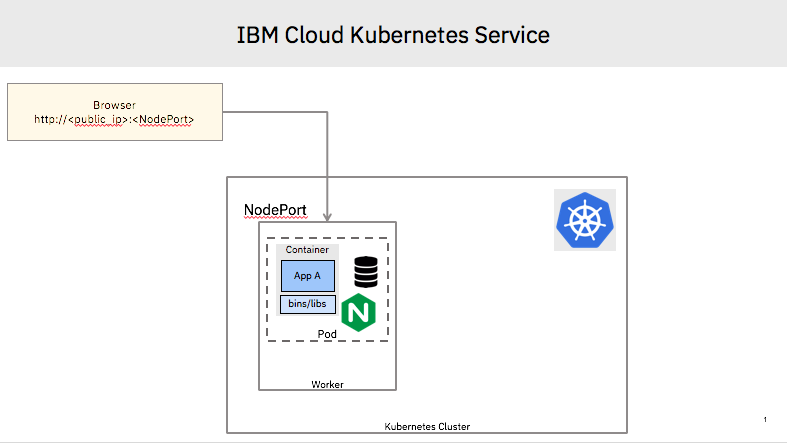 IBM Cloud Kubernetes Service
Browser
http://<public_ip>:<NodePort>
NodePort
Container
App A
bins/libs
N
Pod
Worker
Kubernetes Cluster
1